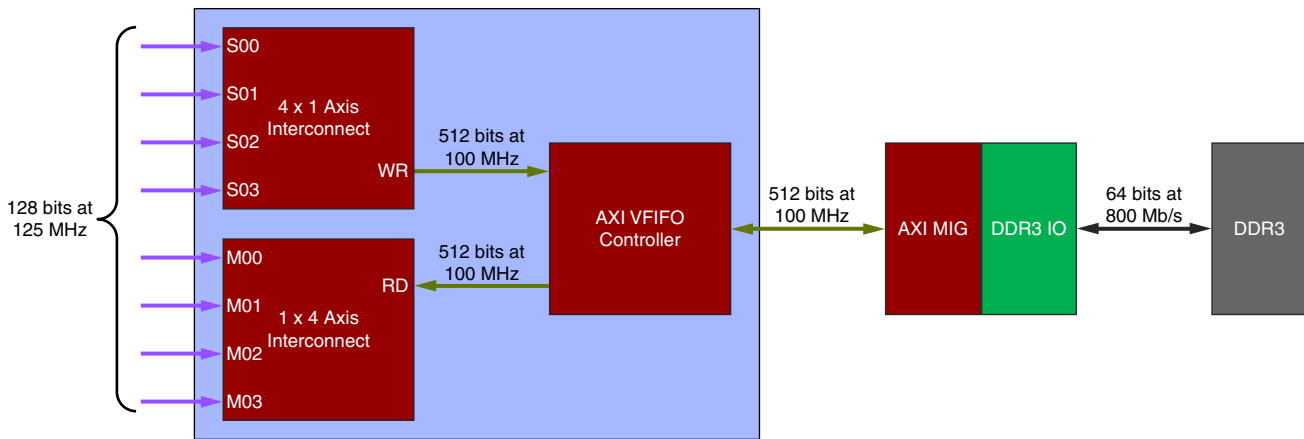 S00
S01
4 x 1 Axis
Interconnect
S02
S03
WR
512 bits at
100 MHz
128 bits at
125 MHz
M00
M01
1 x 4 Axis
Interconnect
M02
M03
RD
512 bits at
100 MHz
AXI VFIFO
Controller
512 bits at
100 MHz
AXI MIG
DDR3 IO
64 bits at
800 Mb/s
DDR3